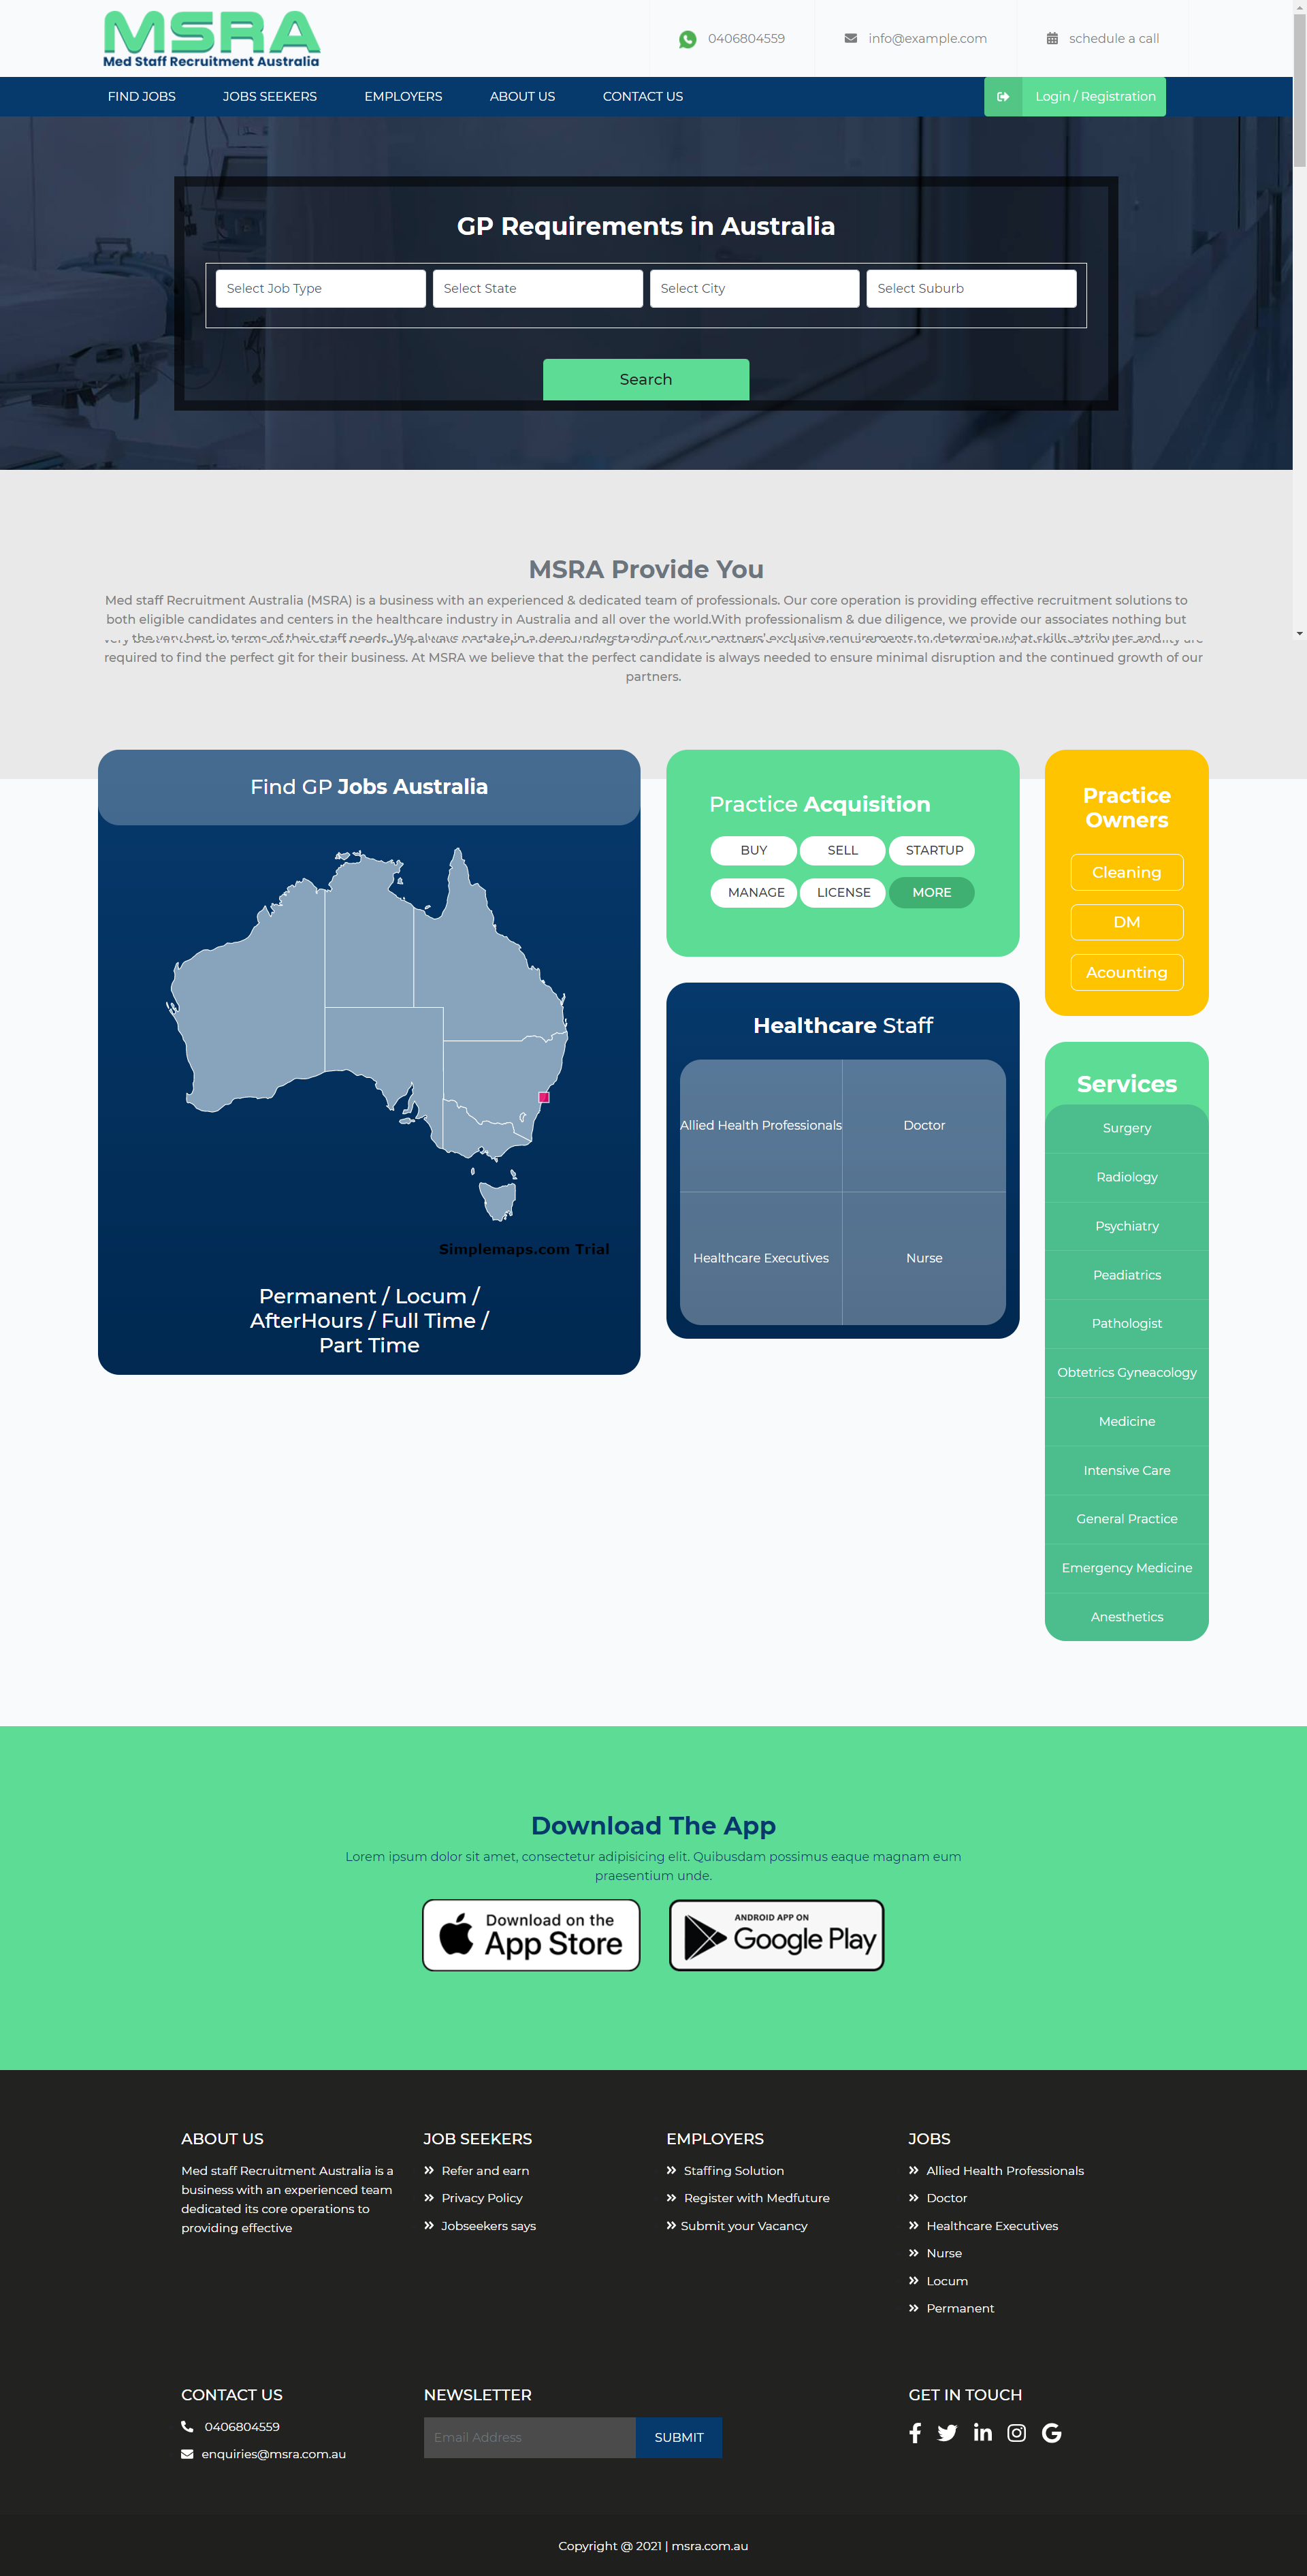 MSRA
Med Staff Recruitment Australia
0406804559
info@example.com
schedule a call
FIND JOBS
JOBS SEEKERS
EMPLOYERS
ABOUT US
CONTACT US
Login / Registration
GP Requirements in Australia
Select Job Type
Select State
Select City
Select Suburb
Search
MSRA Provide You
Med staff Recruitment Australia (MSRA) is a business with an experienced & dedicated team of professionals. Our core operation is providing effective recruitment solutions to
both eligible candidates and centers in the healthcare industry in Australia and all over the world.With professionalism & due diligence, we provide our associates nothing but
the very best in terms of their staff needs. We always partake in a deep understanding of our partners' exclusive requirements to determine what skills, attributes and
required to find the perfect git for their business. At MSRA we believe that the perfect candidate is always needed to ensure minimal disruption and the continued growth of our
partners.
Find GP Jobs Australia
Simplemaps.com Trial
Permanent / Locum /
AfterHours / Full Time /
Part Time
Practice Acquisition
BUY
SELL
STARTUP
MANAGE
LICENSE
MORE
Healthcare Staff
Allied Health Professionals
Doctor
Healthcare Executives
Nurse
Practice
Owners
Cleaning
DM
Acounting
Services
Surgery
Radiology
Psychiatry
Peadiatrics
Pathologist
Obtetrics Gyneacology
Medicine
Intensive Care
General Practice
Emergency Medicine
Anesthetics
Download The App
Lorem ipsum dolor sit amet, consectetur adipisicing elit. Quibusdam possimus eaque magnam eum
praesentium unde.
Download on the
App Store
ANDROID APP ON
Google Play
ABOUT US
Med staff Recruitment Australia is a
business with an experienced team
dedicated its core operations to
providing effective
JOB SEEKERS
Refer and earn
Privacy Policy
Jobseekers says
EMPLOYERS
Staffing Solution
Register with Medfuture
Submit your Vacancy
JOBS
Allied Health Professionals
Doctor
Healthcare Executives
Nurse
Locum
Permanent
CONTACT US
0406804559
enquiries@msra.com.au
NEWSLETTER
Email Address
SUBMIT
GET IN TOUCH
Copyright @ 2021 | msra.com.au